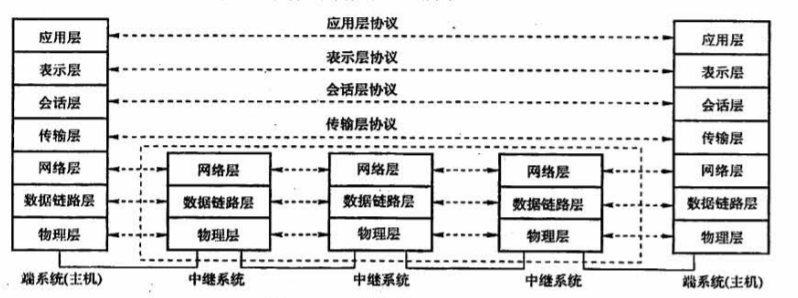 应用层协议
应用层 应用层
表示层协议
表示层 表示层
会话层协议
会话层 会话层
传输层协议
传输层 传输层
网络层 网络层 网络层 网络层 网络层
数据链路层 数据链路层 数据链路层 数据链路层 数据链路层
物理层 物理层 物理层 物理层 物理层
端系统(主机) 中继系统 中继系统 中继系统 端系统(主机)